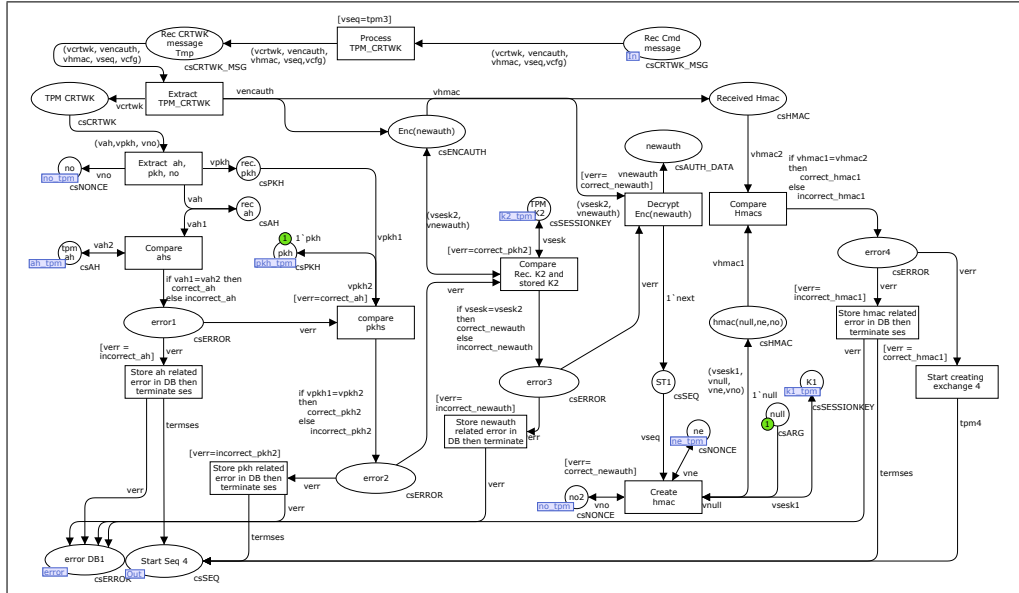 [vseq=tpm3]
Rec CRTWK
message
Tmp
Process
TPM_CRTWK
Rec Cmd
message
In
(vcrtwk, vencauth,
vhmac, vseq, vcfg)
(vcrtwk, vencauth,
vhmac, vseq,vcfg)
(vcrtwk, vencauth,
vhmac, vseq,vcfg)
csCRTWK_MSG
csCRTWK_MSG
TPM CRTWK
vcrtwk
Extract
TPM_CRTWK
vencauth
vhmac
Received Hmac
csCRTWK
csHMAC
Enc(newauth)
csENCAUTH
(vah,vpkh, vno)
no
no_tpm
csNONCE
vno
Extract ah,
pkh, no
vpkh
rec.
pkh
csPKH
newauth
csAUTH_DATA
vmac2
if vhmac1=vhmac2
then
correct_hmac1
else
incorrect_hmac1
[verr=
correct_newauth]
vnewauth
(vsesk2,
vnewauth)
Decrypt
Enc(newauth)
Compare
Hmacs
vah
rec
ah
csAH
vah1
TPM
K2
k2_tpm
csSESSIONKEY
(vsesk2,
vnewauth)
vsesk
vpkh1
tpm
ah
ah_tpm
csAH
vah2
Compare
ahs
1
1`pkh
pkh
pkh_tpm
csPKH
[verr=correct_pkh2]
Compare
Rec. K2 and
stored K2
verr
verr
error4
csERROR
verr
vhmac1
if vah1=vah2 then
correct_ah
else incorrect_ah
vpkh2
[verr=correct_ah]
verr
[verr=
incorrect_hmac1]
1`next
error1
csERROR
verr
compare
pkhs
if vsesk=vsesk2
then
correct_newauth
else
incorrect_newauth
hmac(null,ne,no)
csHMAC
Store hmac related
error in DB then
terminate ses
verr
[verr =
correct_hmac1]
[verr =
incorrect_ah]
verr
Store ah related
error in DB then
terminate ses
error3
csERROR
ST1
csSEQ
(vsesk1,
vnull,
vne,vno)
1`null
K1
k1_tpm
csSESSIONKEY
Start creating
exchange 4
if vpkh1=vpkh2
then
correct_pkh2
else
incorrect_pkh2
[verr=
incorrect_newauth]
Store newauth
related error in
DB then terminate
verr
null
1
csARG
termses
vseq
ne
ne_tpm
csNONCE
tpm4
[verr=incorrect_pkh2]
Store pkh related
error in DB then
terminate ses
verr
error2
csERROR
[verr=
correct_newauth]
vne
termses
verr
verr
verr
no2
no_tpm
csNONCE
vno
Create
hmac
vnull
vsesk1
termses
error DB1
error
csERROR
Start Seq 4
Out
csSEQ